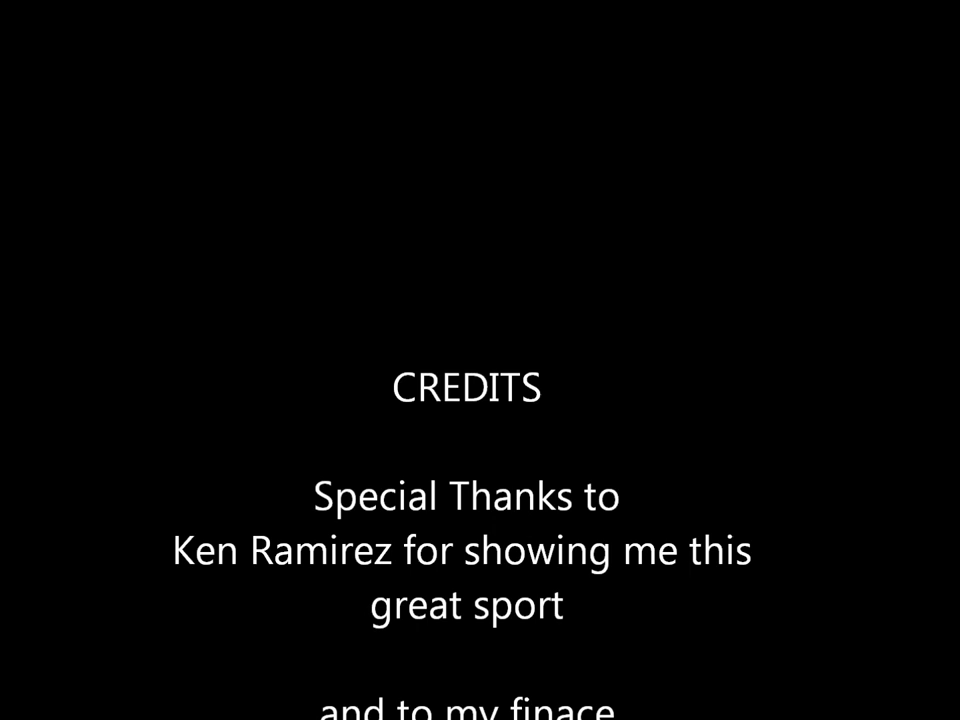 CREDITS
Special Thanks to
Ken Ramirez for showing me this
great sport
and to my finace